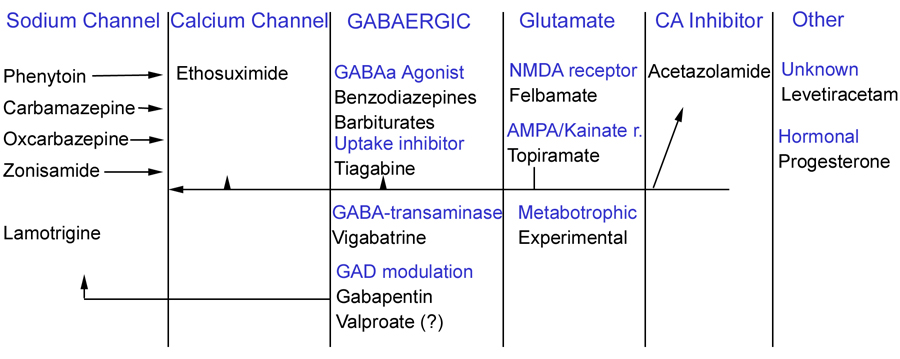 Sodium Channel
Phenytoin
Carbamazepine
Oxcarbazepine
Zonisamide
Lamotrigine
Calcium Channel
Ethosuximide
GABAERGIC
GABAa Agonist
Benzodiazepines
Barbiturates
Uptake inhibitor
Tiagabine
GABA-transaminase
Vigabatrine
GAD modulation
Gabapentin
Valproate (?)
Glutamate
NMDA receptor
Felbamate
AMPA/Kainate r.
Topiramate
Metabotrophic
Experimental
CA Inhibitor
Acetazolamide
Other
Unknown
Levetiracetam
Hormonal
Progesterone